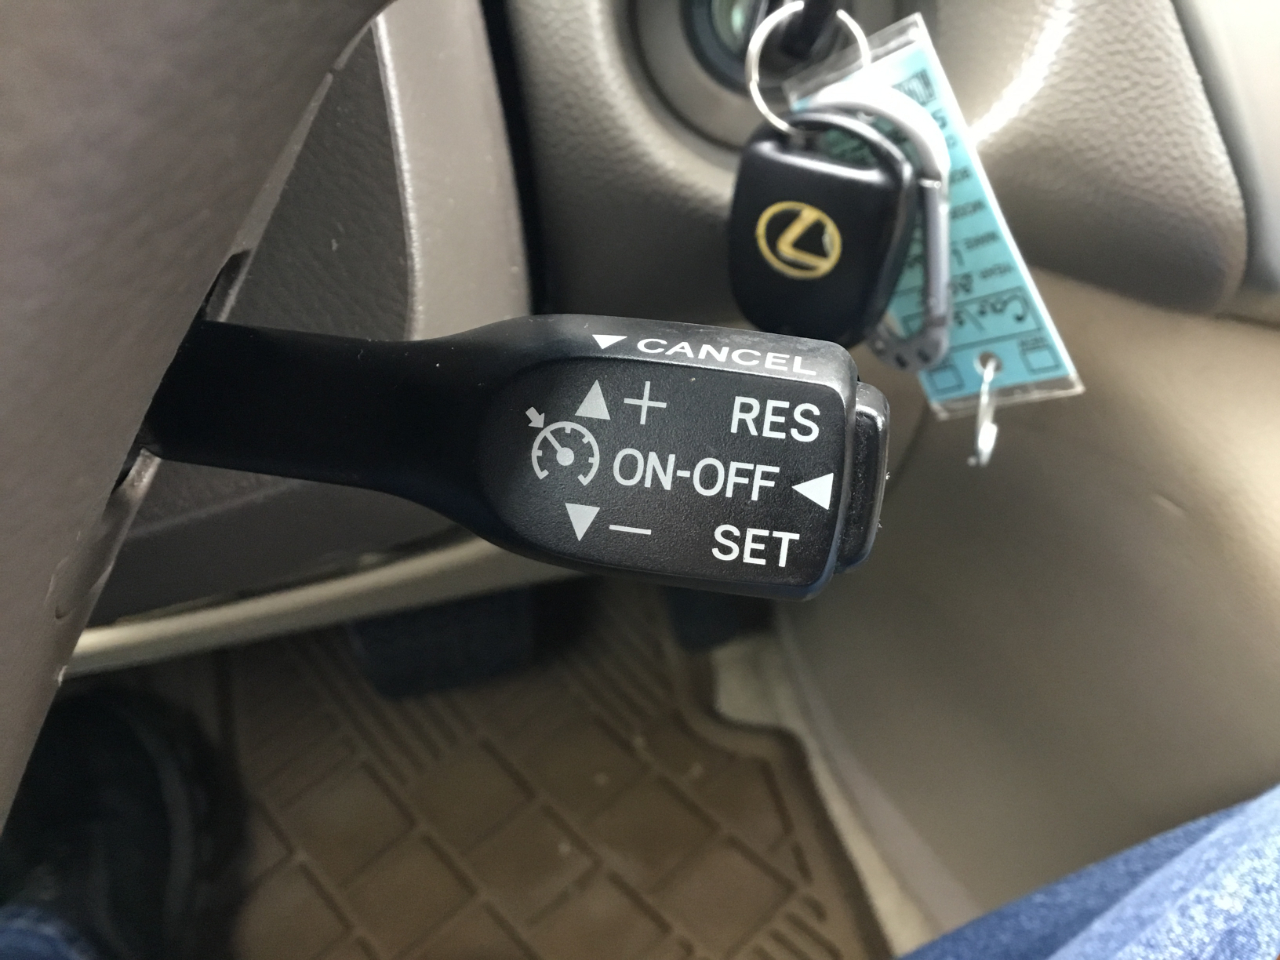 CANCEL
+ RES
ON-OFF
− SET